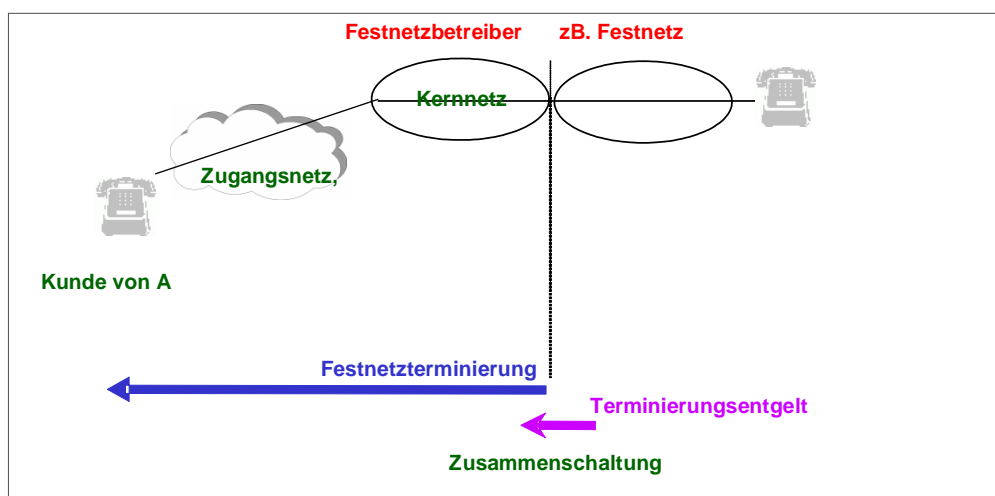 Festnetzbetreiber zB. Festnetz
Kernnetz
Zugangsnetz,
Kunde von A
Festnetzterminierung
Terminierungsentgelt
Zusammenschaltung